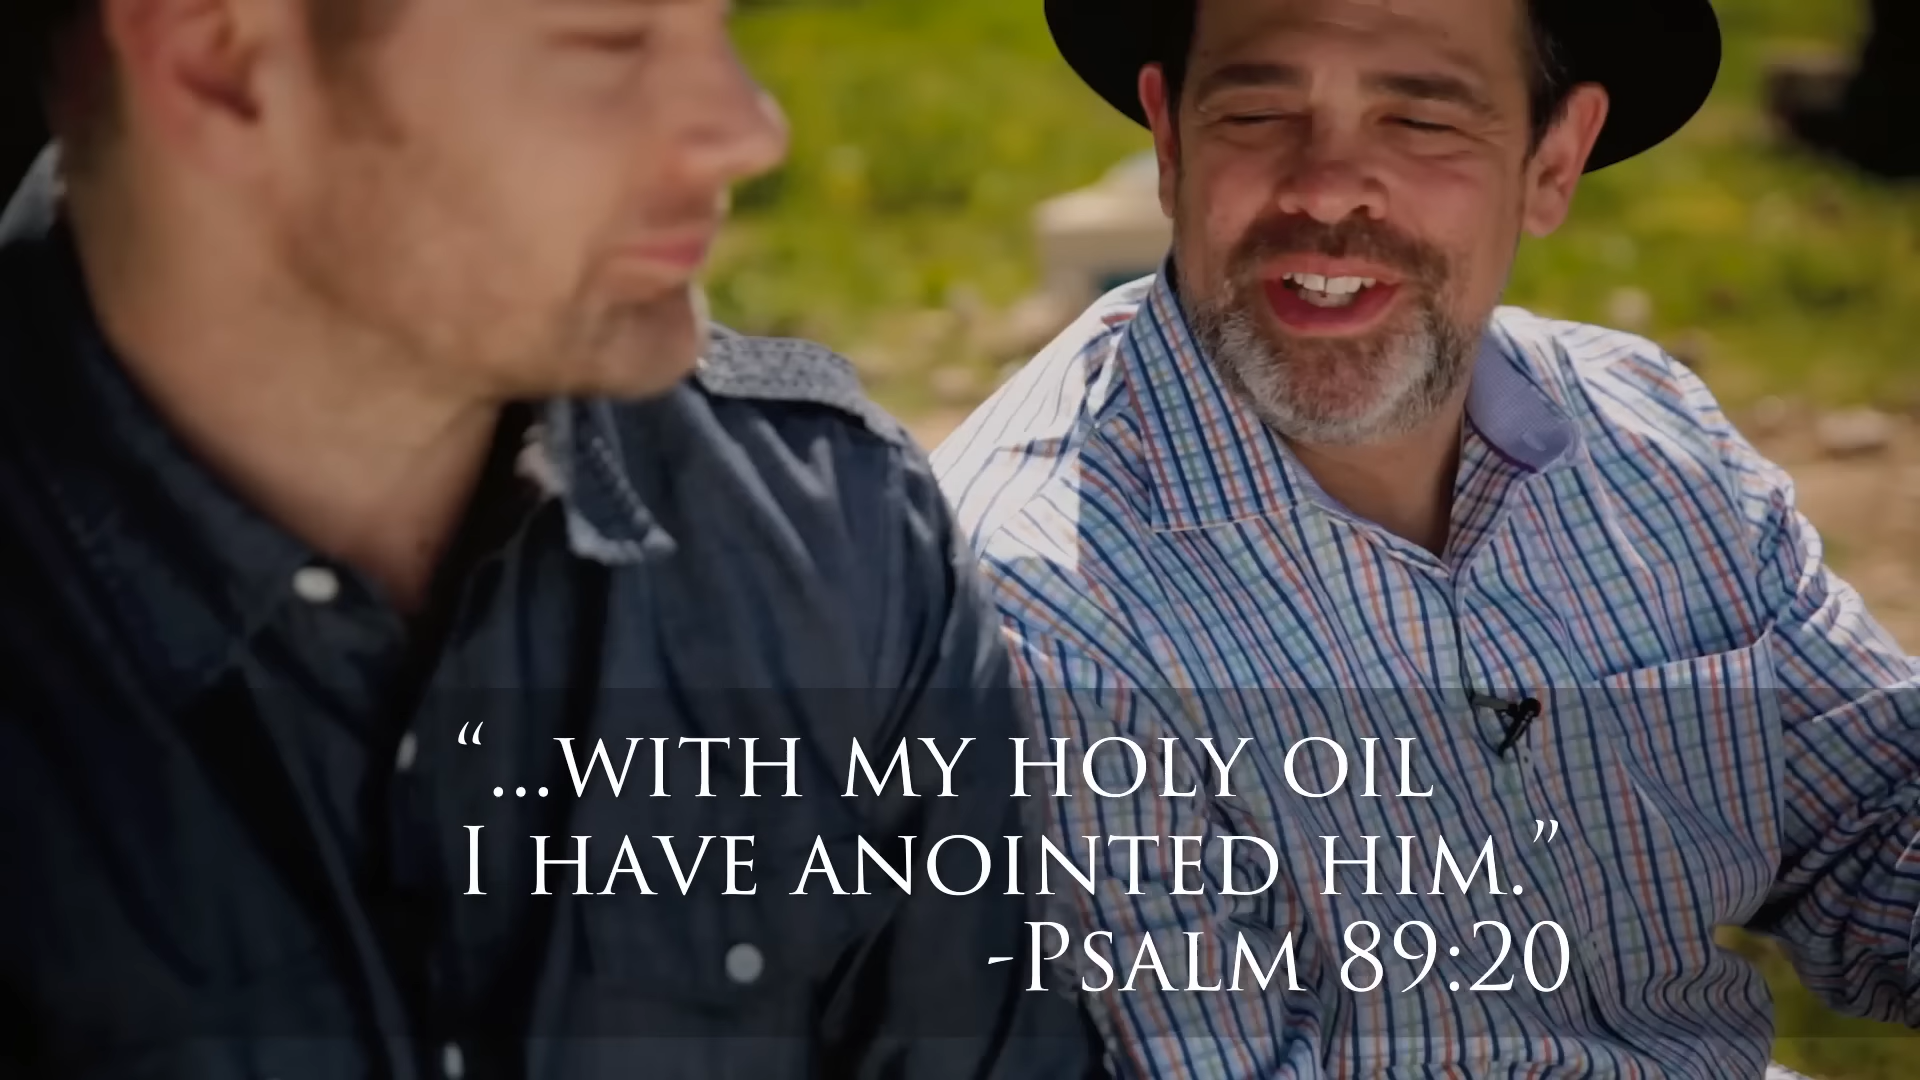 “...with my holy oil
I have anointed him.”
-Psalm 89:20